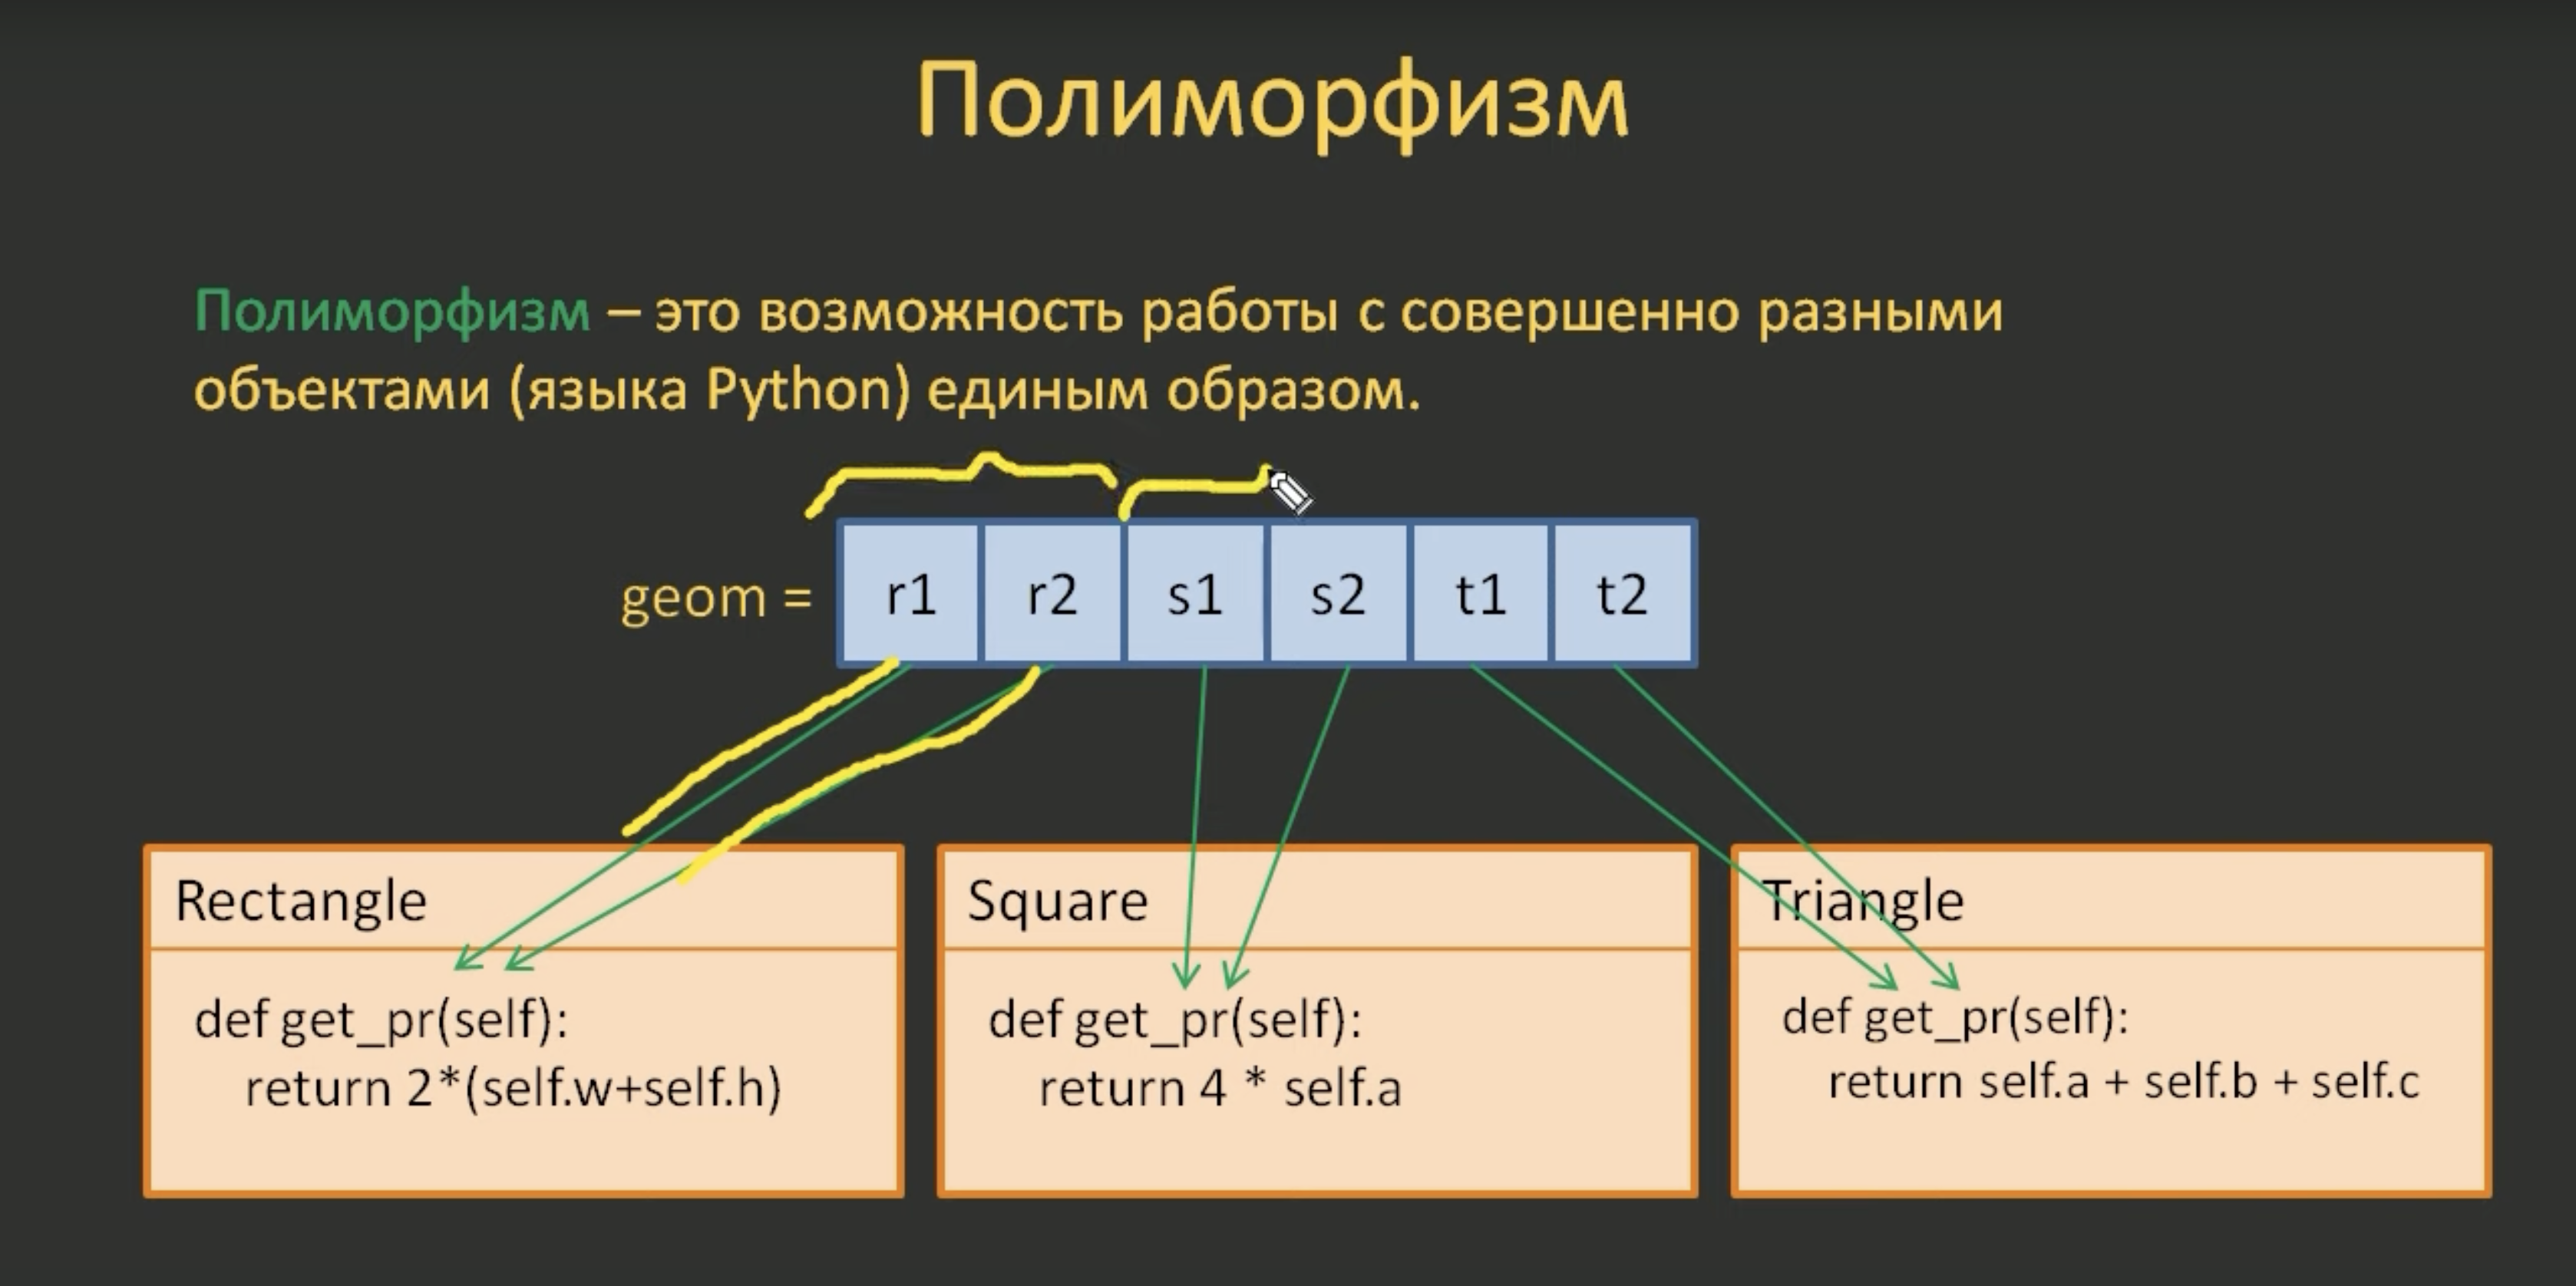 Полиморфизм
Полиморфизм – это возможность работы с совершенно разными
объектами (языка Python) единым образом.
geom = r1 r2 s1 s2 t1 t2
Rectangle
def get_pr(self):
return 2*(self.w+self.h)
Square
def get_pr(self):
return 4 * self.a
Triangle
def get_pr(self):
return self.a + self.b + self.c